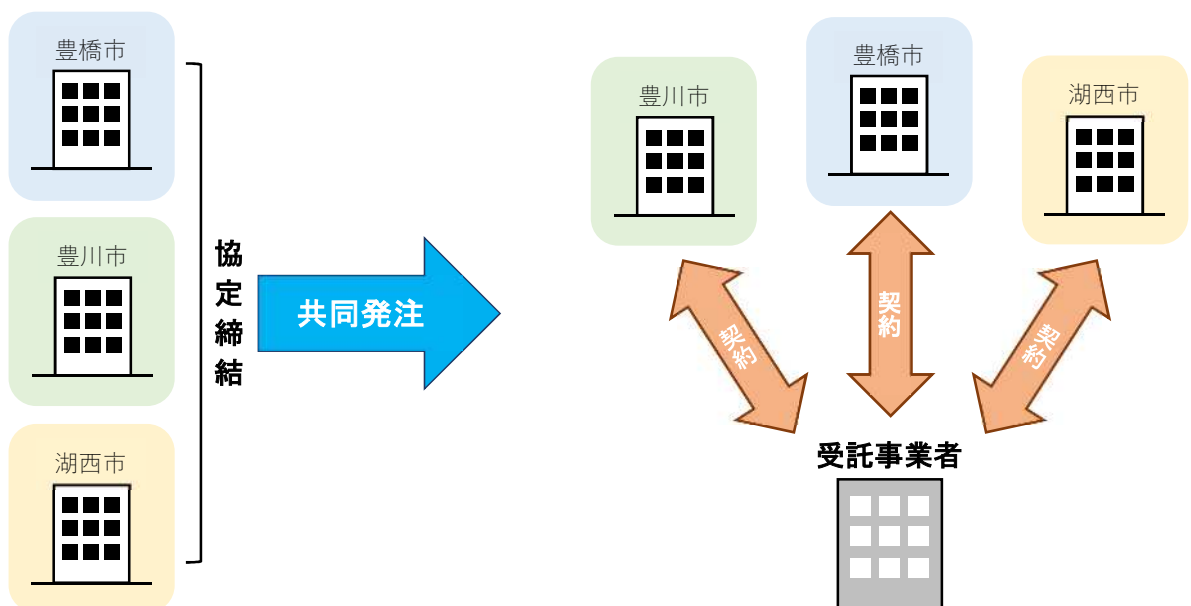 豊橋市
豊川市
湖西市
協定締結
共同発注
豊川市
豊橋市
湖西市
契約
契約
契約
受託事業者